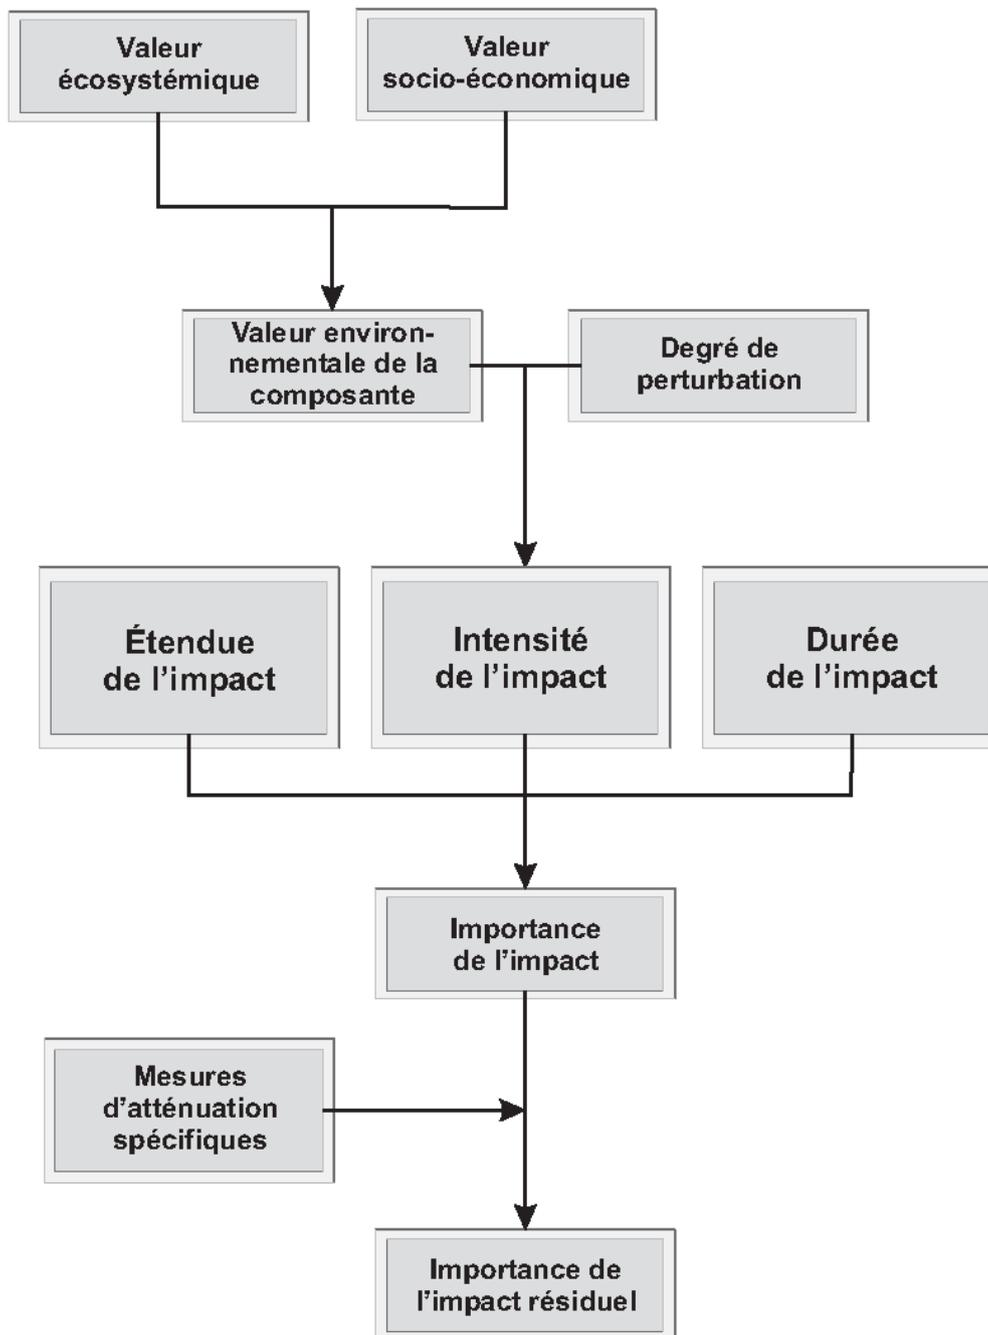 Valeur
écosystémique
Valeur
socio-économique
Valeur environ-
nementale de la
composante
Degré de
perturbation
Étendue
de l’impact
Intensité
de l’impact
Durée
de l’impact
Importance
de l’impact
Mesures
d’atténuation
spécifiques
Importance de
l’impact résiduel